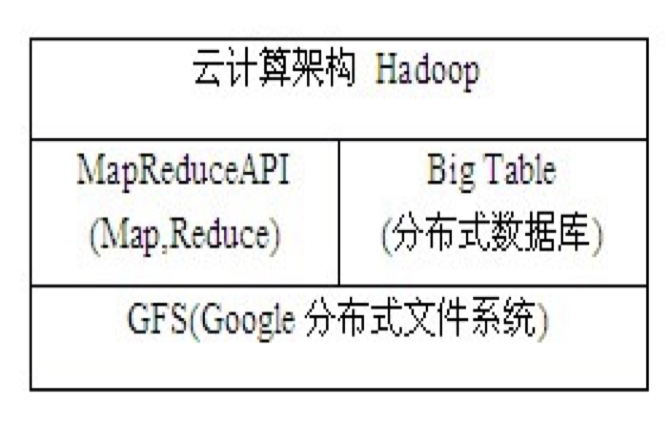 云计算架构 Hadoop
MapReduceAPI
(Map,Reduce)
Big Table
(分布式数据库)
GFS(Google 分布式文件系统)